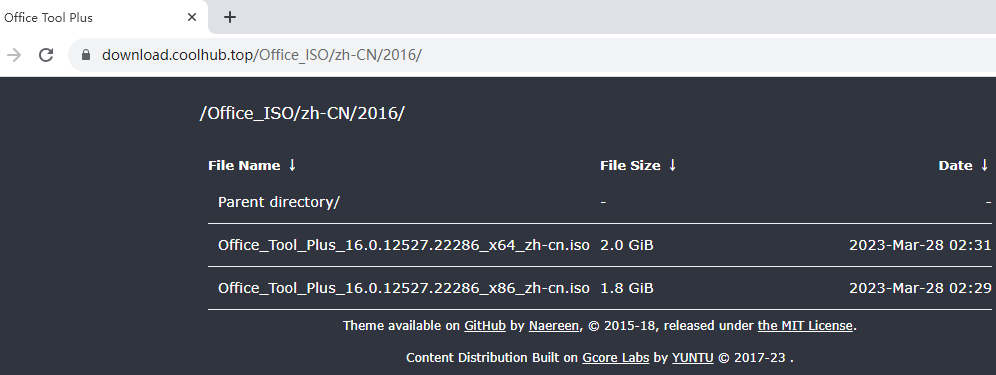 Office Tool Plus
download.coolhub.top/Office_ISO/zh-CN/2016/
/Office_ISO/zh-CN/2016/
File Name ↓ File Size ↓ Date ↓
Parent directory/ - -
Office_Tool_Plus_16.0.12527.22286_x64_zh-cn.iso 2.0 GiB 2023-Mar-28 02:31
Office_Tool_Plus_16.0.12527.22286_x86_zh-cn.iso 1.8 GiB 2023-Mar-28 02:29
Theme available on GitHub by Naereen, © 2015-18, released under the MIT License.
Content Distribution Built on Gcore Labs by YUNTU © 2017-23 .